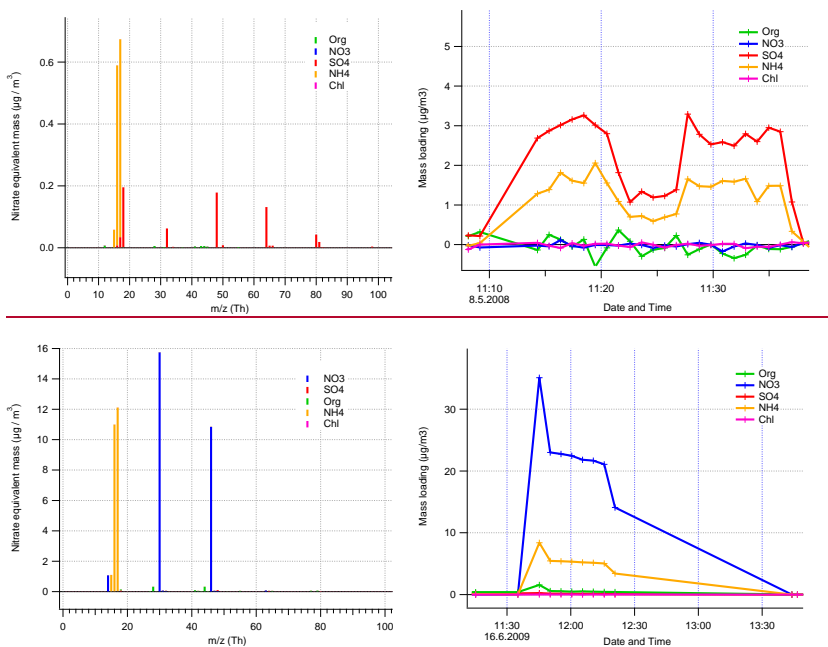 Nitrate equivalent mass (µg / m³)
0.6
0.4
0.2
0.0
Org
NO3
SO4
NH4
Chl
0 10 20 30 40 50 60 70 80 90 100
m/z (Th)
Mass loading (µg/m3)
5
4
3
2
1
0
Org
NO3
SO4
NH4
Chl
11:10 11:20 11:30
8.5.2008
Date and Time
Nitrate equivalent mass (µg / m³)
16
14
12
10
8
6
4
2
0
NO3
SO4
Org
NH4
Chl
0 20 40 60 80 100
m/z (Th)
Mass loading (µg/m3)
30
20
10
0
Org
NO3
SO4
NH4
Chl
11:30 12:00 12:30 13:00 13:30
16.6.2009
Date and Time